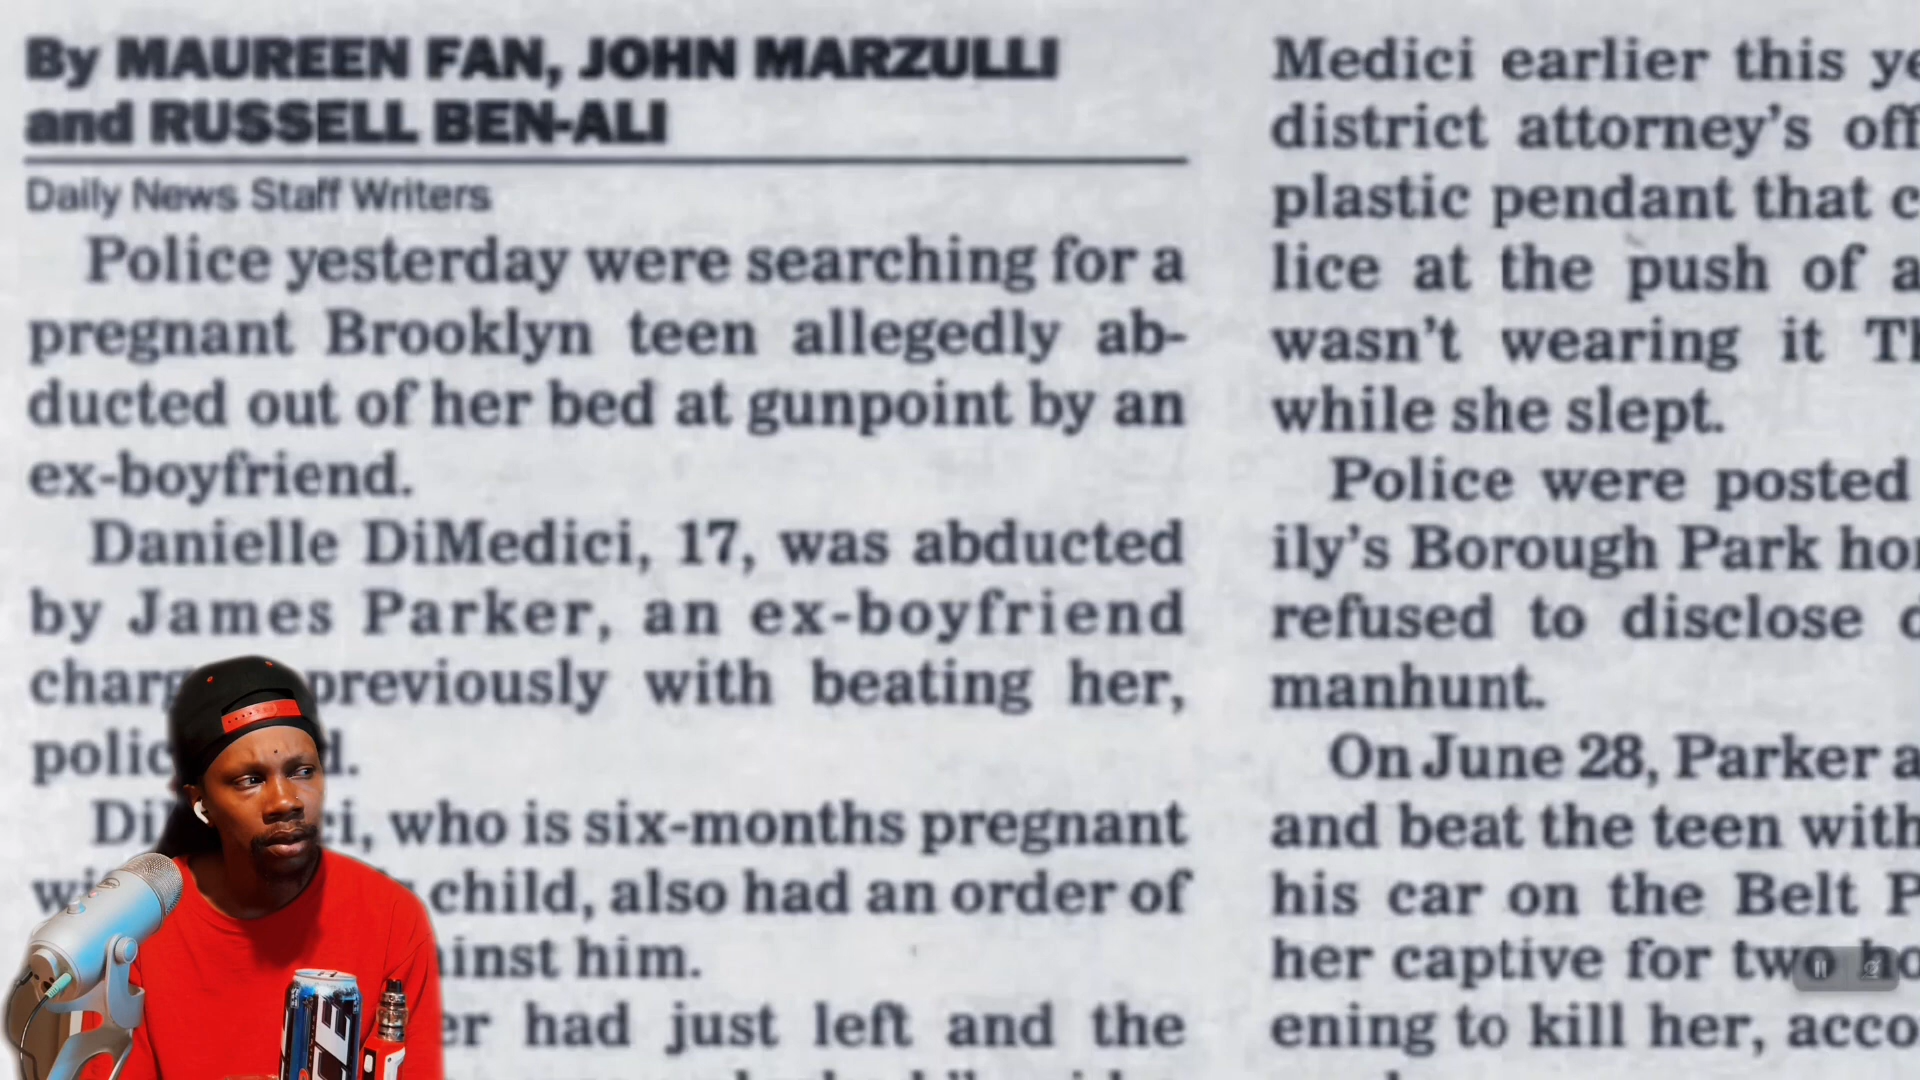 By MAUREEN FAN, JOHN MARZULLI
and RUSSELL BEN-ALI
Daily News Staff Writers
Police yesterday were searching for a
pregnant Brooklyn teen allegedly ab-
ducted out of her bed at gunpoint by an
ex-boyfriend.
Danielle DiMedici, 17, was abducted
by James Parker, an ex-boyfriend
previously with beating her,
who is six-months pregnant
child, also had an order of
him.
had just left and the
Medici earlier this
district attorney's
plastic pendant that
lice at the push of a
wasn't wearing it
while she slept.
Police were posted
ily's Borough Park
refused to disclose
manhunt.
On June 28, Parker
and beat the teen with
his car on the Belt
her captive for two
ening to kill her,